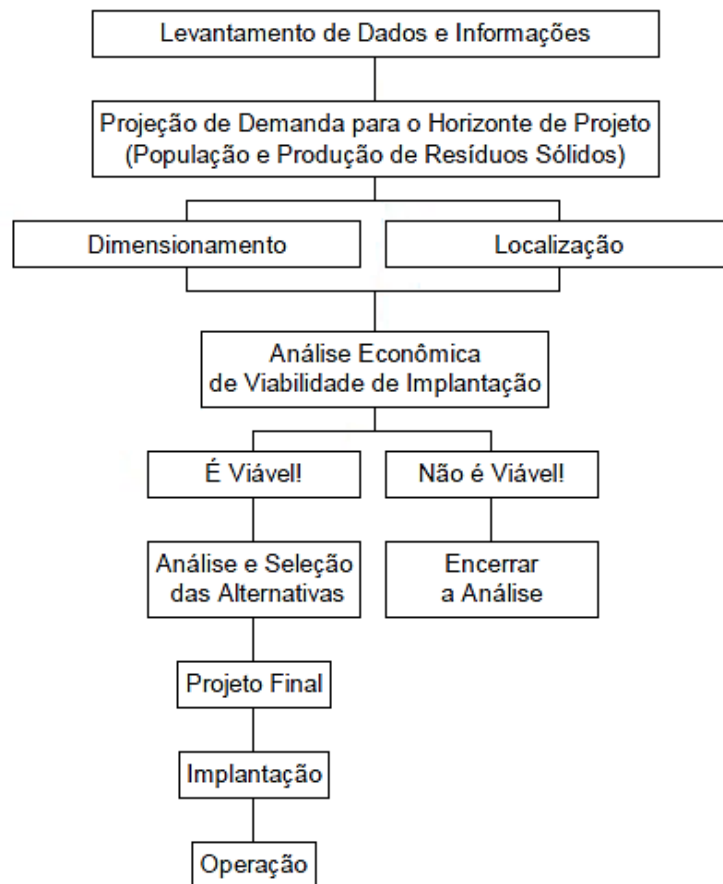 Levantamento de Dados e Informações
Projeção de Demanda para o Horizonte de Projeto
(População e Produção de Resíduos Sólidos)
Dimensionamento
Localização
Análise Econômica
de Viabilidade de Implantação
É Viável!
Não é Viável!
Análise e Seleção
das Alternativas
Encerrar
a Análise
Projeto Final
Implantação
Operação